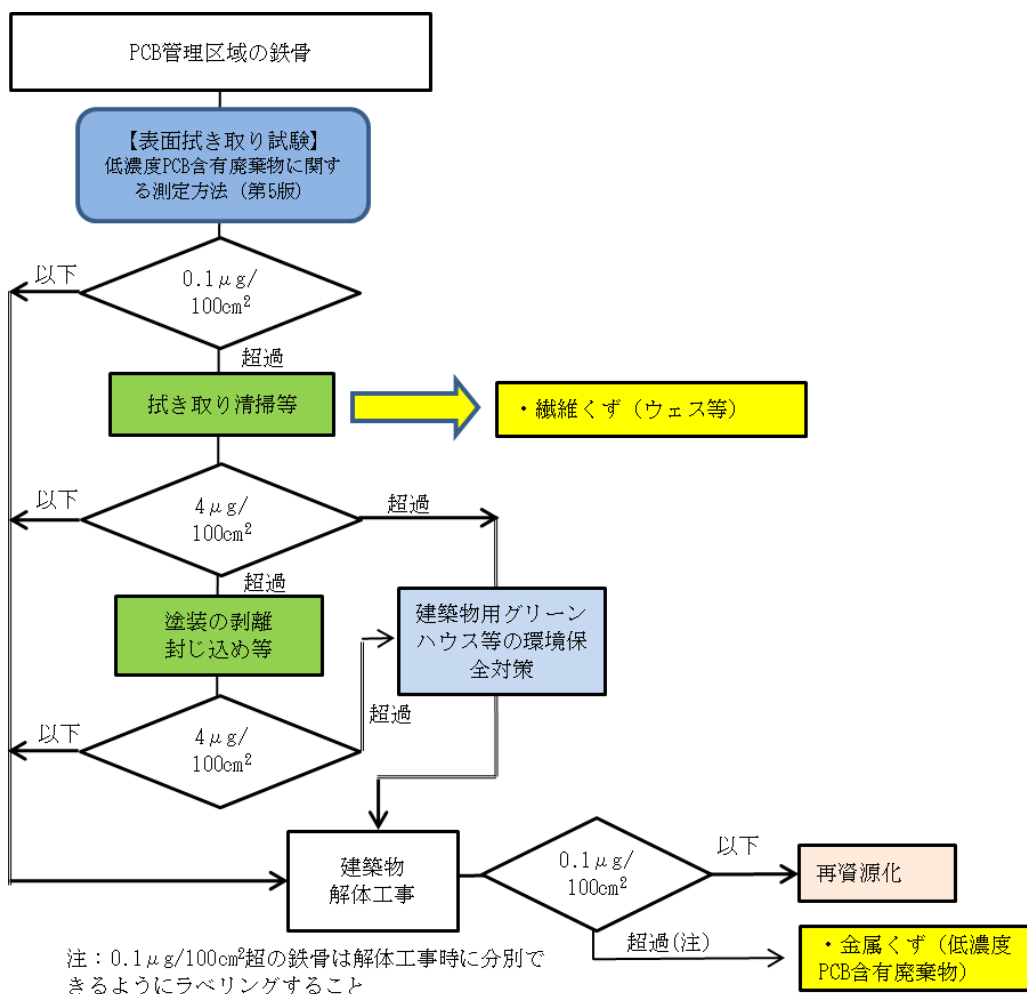 PCB管理区域の鉄骨
【表面拭き取り試験】
低濃度PCB含有廃棄物に関す
る測定方法（第5版）
以下
0.1μg/
100cm²
超過
拭き取り清掃等
・繊維くず（ウェス等）
以下
4μg/
100cm²
超過
超過
塗装の剥離
封じ込め等
建築物用グリーン
ハウス等の環境保
全対策
以下
4μg/
100cm²
超過
建築物
解体工事
0.1μg/
100cm²
以下
再資源化
超過(注)
・金属くず（低濃度
PCB含有廃棄物）
注：0.1μg/100cm²超の鉄骨は解体工事時に分別で
きるようにラベリングすること